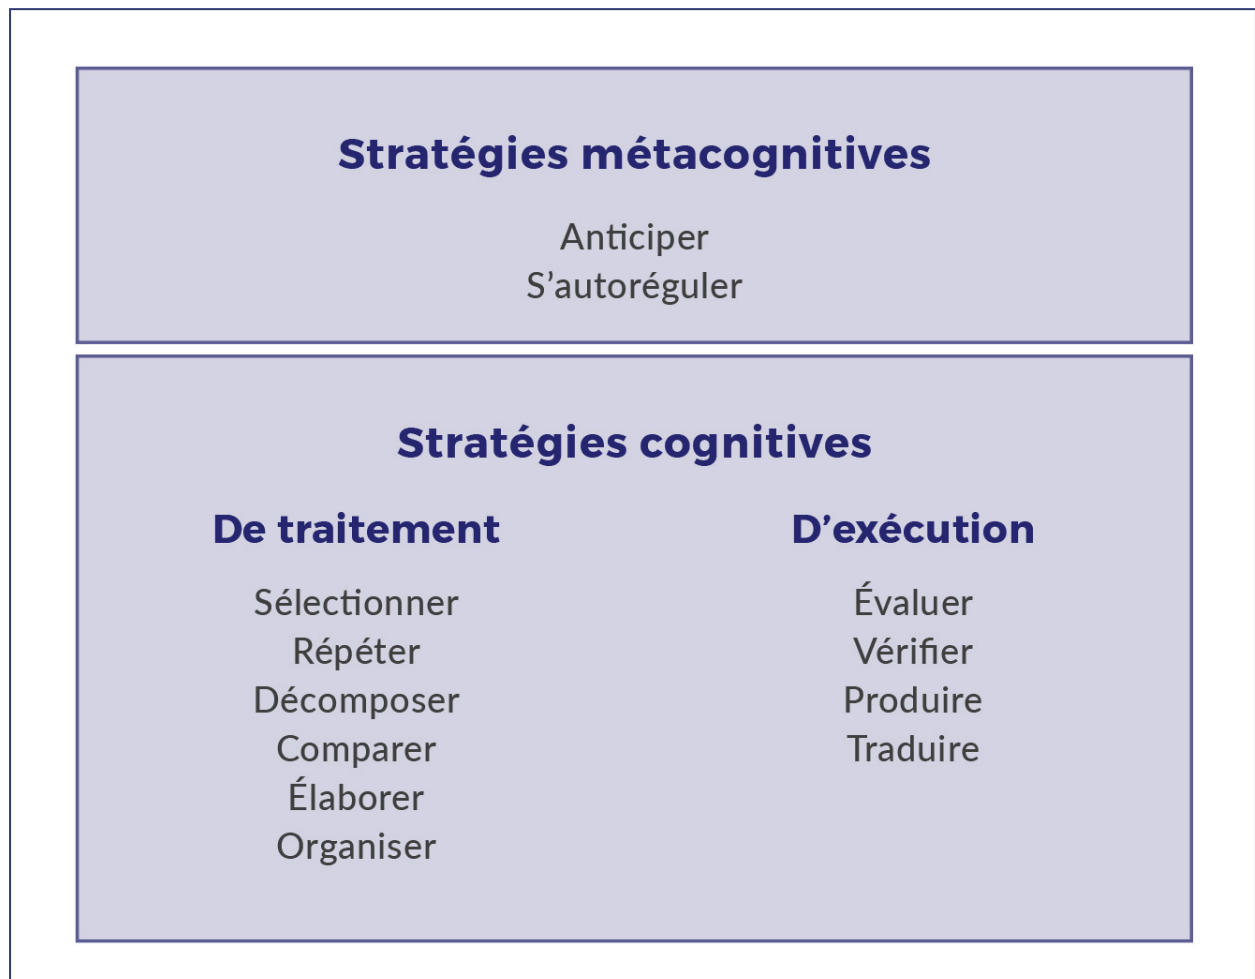 Stratégies métacognitives
Anticiper
S’autoréguler
Stratégies cognitives
De traitement
Sélectionner
Répéter
Décomposer
Comparer
Élaborer
Organiser
D’exécution
Évaluer
Vérifier
Produire
Traduire